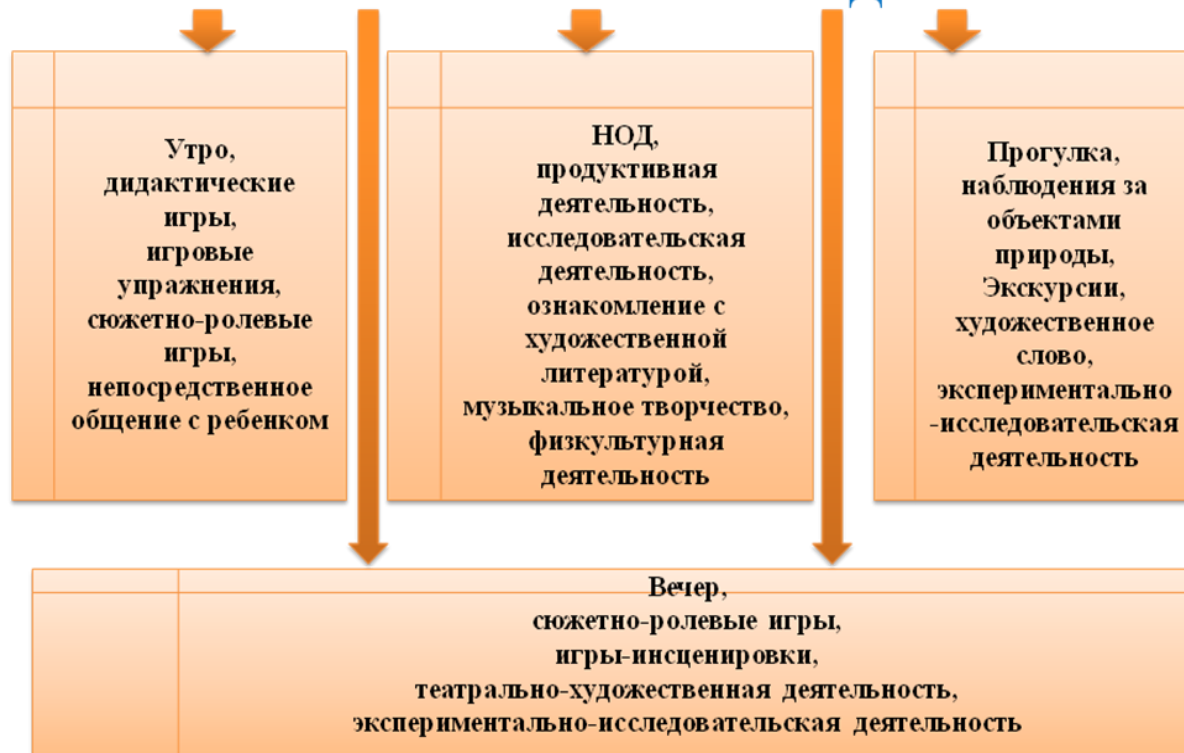 Утро,
дидактические
игры,
игровые
упражнения,
сюжетно-ролевые
игры,
непосредственное
общение с ребенком
НОД,
продуктивная
деятельность,
исследовательская
деятельность,
ознакомление с
художественной
литературой,
музыкальное творчество,
физкультурная
деятельность
Прогулка,
наблюдения за
объектами
природы,
Экскурсии,
художественное
слово,
экспериментально
-исследовательская
деятельность
Вечер,
сюжетно-ролевые игры,
игры-инсценировки,
театрально-художественная деятельность,
экспериментально-исследовательская деятельность